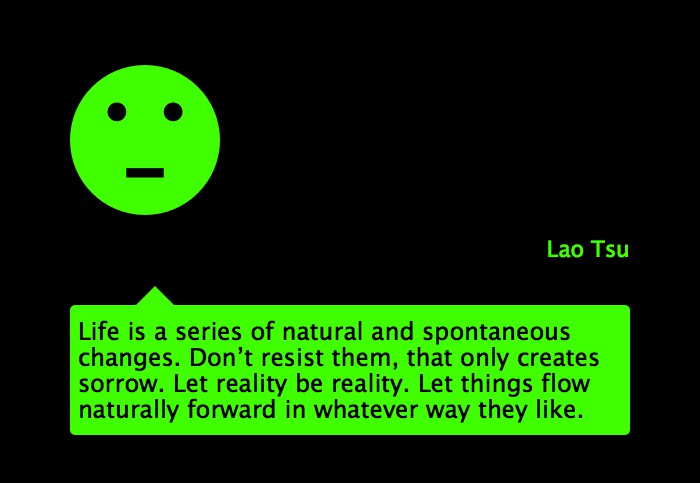 Lao Tsu
Life is a series of natural and spontaneous
changes. Don’t resist them, that only creates
sorrow. Let reality be reality. Let things flow
naturally forward in whatever way they like.